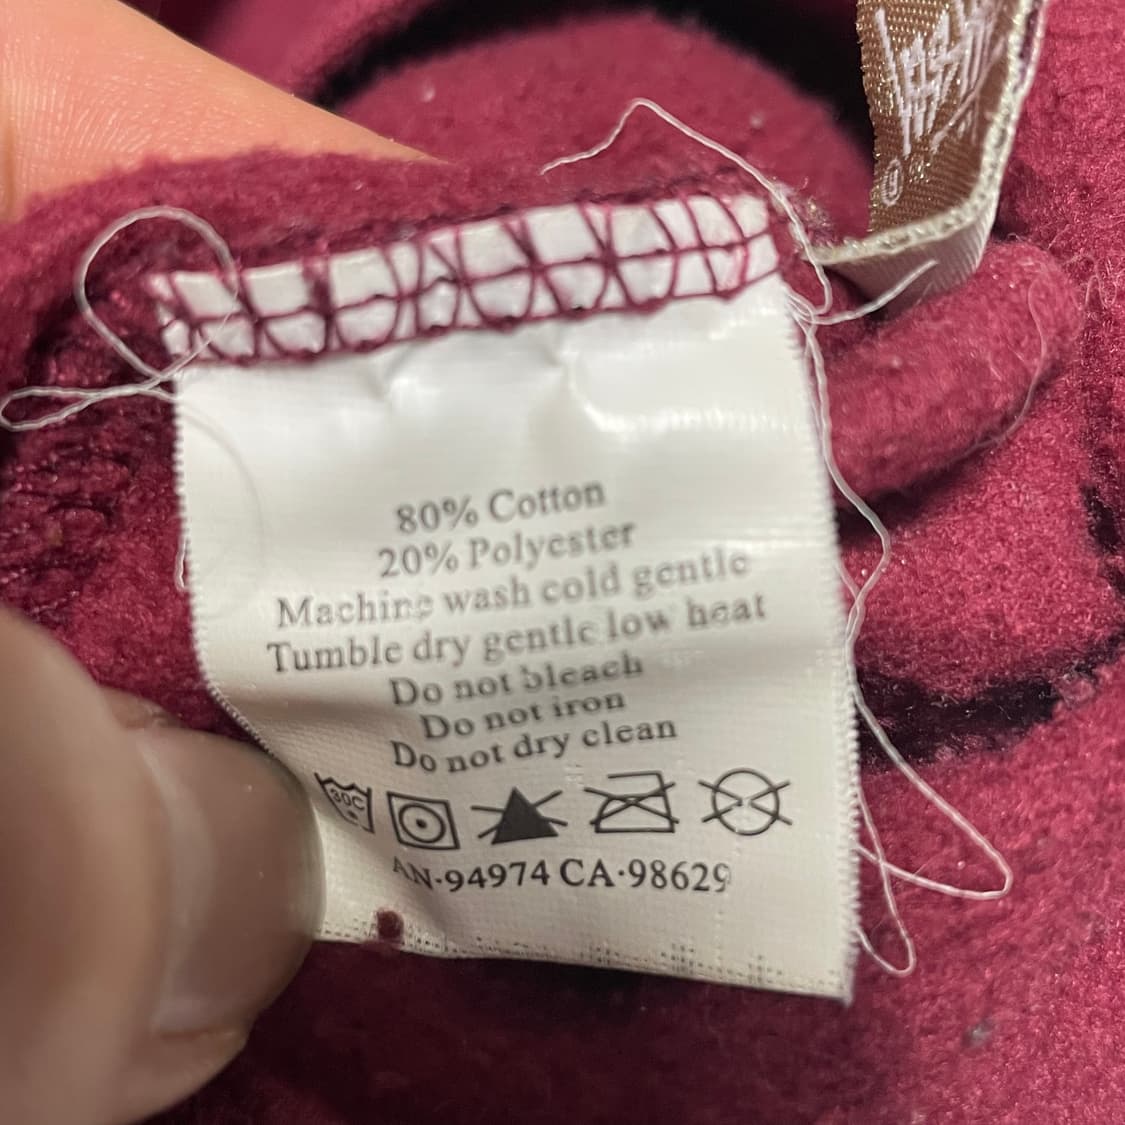 80% Cotton
20% Polyester
Machine wash cold gentle
Tumble dry gentle low heat
Do not bleach
Do not iron
Do not dry clean
30C
AN-94974 CA·98629